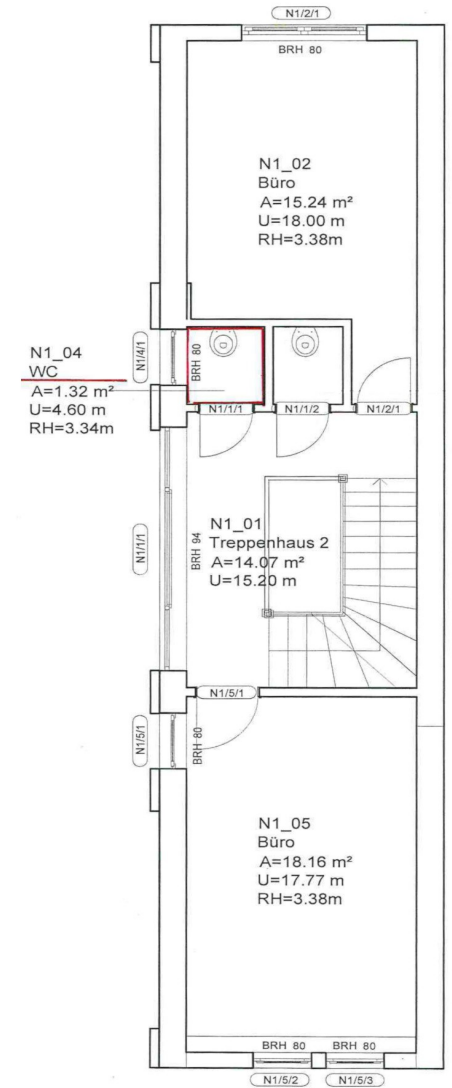 N1/2/1
BRH 80
N1_02
Büro
A=15.24 m²
U=18.00 m
RH=3.38m
N1/4/1
BRH 80
N1_04
WC
A=1.32 m²
U=4.60 m
RH=3.34m
N1/1/1
N1/1/2
N1/2/1
N1/1/1
BRH 94
N1_01
Treppenhaus 2
A=14.07 m²
U=15.20 m
N1/5/1
N1/5/1
BRH 80
N1_05
Büro
A=18.16 m²
U=17.77 m
RH=3.38m
BRH 80
BRH 80
N1/5/2
N1/5/3